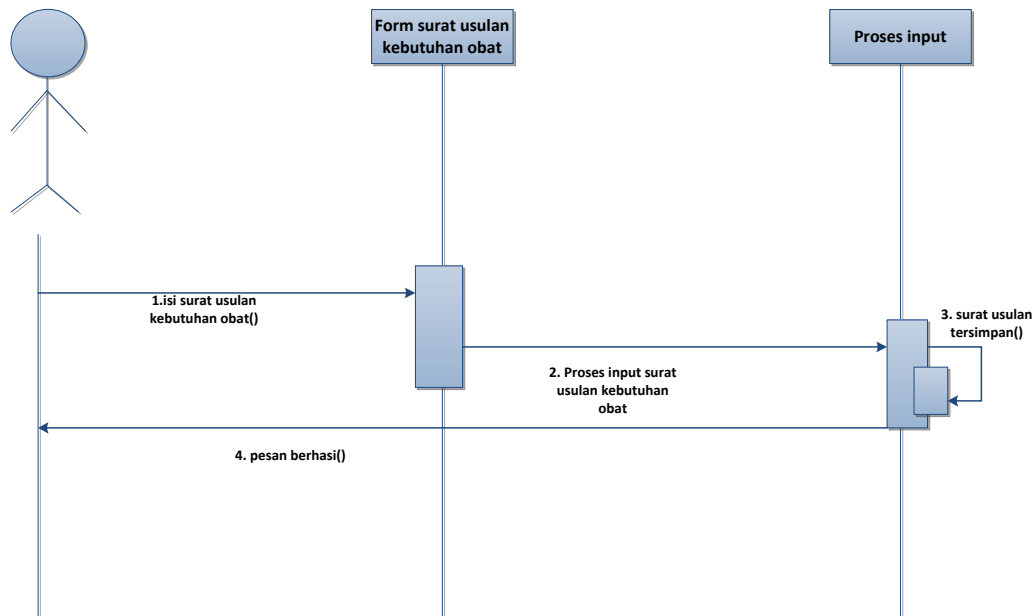 Form surat usulan
kebutuhan obat
Proses input
1.isi surat usulan
kebutuhan obat()
3. surat usulan
tersimpan()
2. Proses input surat
usulan kebutuhan
obat
4. pesan berhasi()